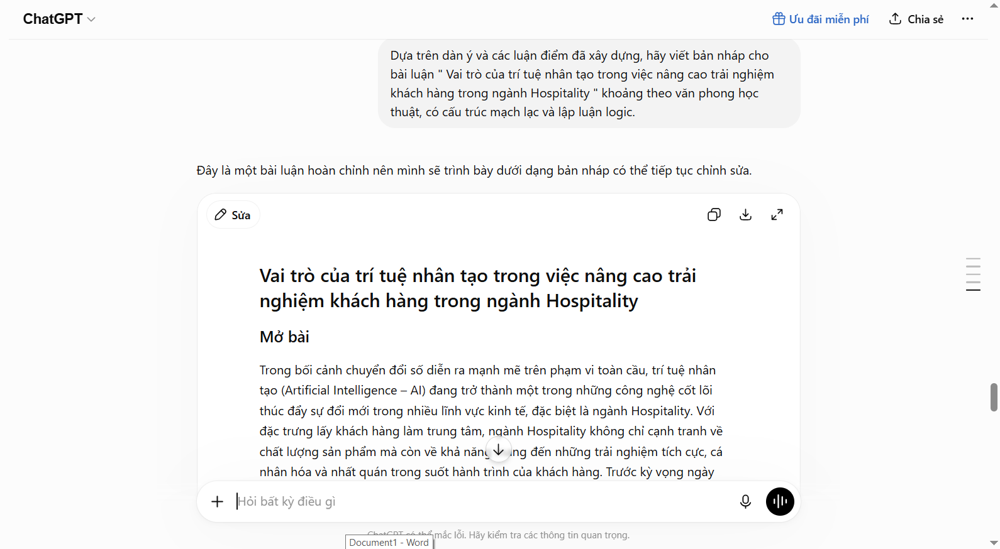 ChatGPT
Ưu đãi miễn phí
Chia sẻ
Dựa trên dàn ý và các luận điểm đã xây dựng, hãy viết bản nháp cho
bài luận " Vai trò của trí tuệ nhân tạo trong việc nâng cao trải nghiệm
khách hàng trong ngành Hospitality " khoảng theo văn phong học
thuật, có cấu trúc mạch lạc và lập luận logic.
Đây là một bài luận hoàn chỉnh nên mình sẽ trình bày dưới dạng bản nháp có thể tiếp tục chỉnh sửa.
Sửa
Vai trò của trí tuệ nhân tạo trong việc nâng cao trải
nghiệm khách hàng trong ngành Hospitality
Mở bài
Trong bối cảnh chuyển đổi số diễn ra mạnh mẽ trên phạm vi toàn cầu, trí tuệ nhân
tạo (Artificial Intelligence – AI) đang trở thành một trong những công nghệ cốt lõi
thúc đẩy sự đổi mới trong nhiều lĩnh vực kinh tế, đặc biệt là ngành Hospitality. Với
đặc trưng lấy khách hàng làm trung tâm, ngành Hospitality không chỉ cạnh tranh về
chất lượng sản phẩm mà còn về khả đến những trải nghiệm tích cực, cá
nhân hóa và nhất quán trong suốt hành trình của khách hàng. Trước kỳ vọng ngày
Hỏi bất kỳ điều gì
ChatGPT có thể mắc lỗi. Hãy kiểm tra các thông tin quan trọng.
Document1 - Word